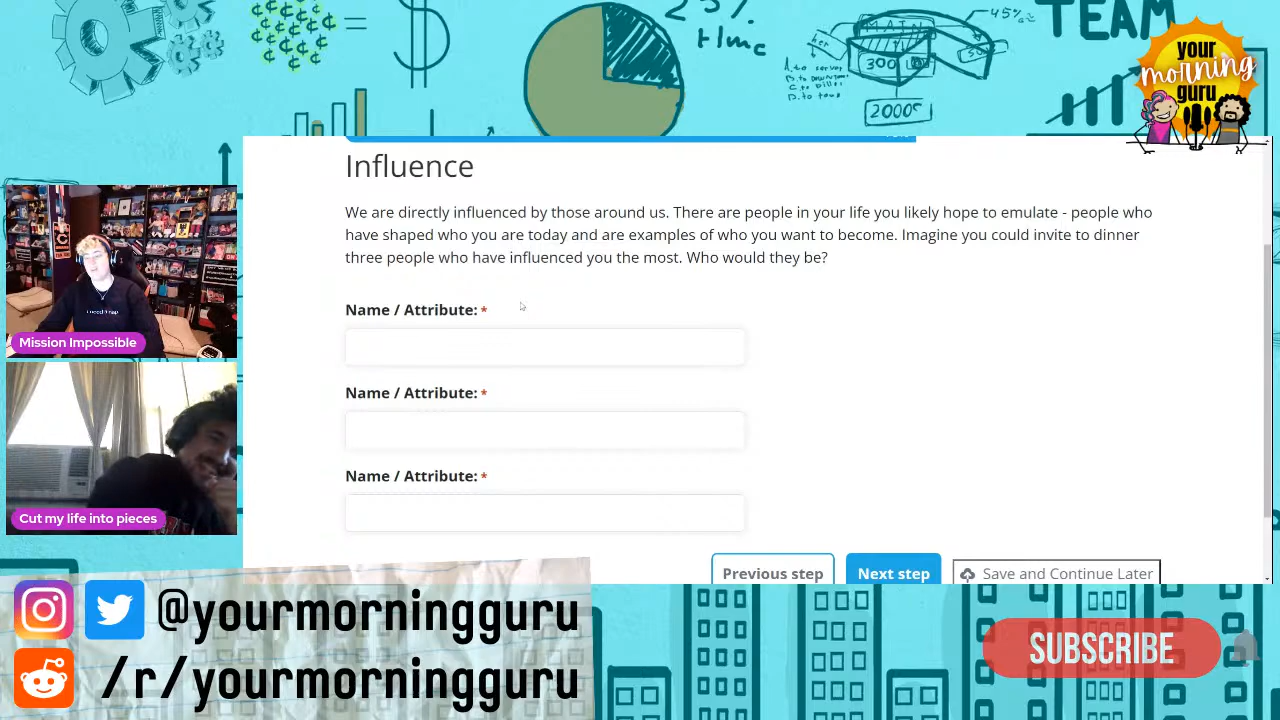 25%
time
TEAM
MATH
45%
300
2000€
your
morning
guru
Influence
We are directly influenced by those around us. There are people in your life you likely hope to emulate - people who
have shaped who you are today and are examples of who you want to become. Imagine you could invite to dinner
three people who have influenced you the most. Who would they be?
Name / Attribute: *
Name / Attribute: *
Name / Attribute: *
Mission Impossible
Cut my life into pieces
Previous step
Next step
Save and Continue Later
@yourmorningguru
/r/yourmorningguru
SUBSCRIBE